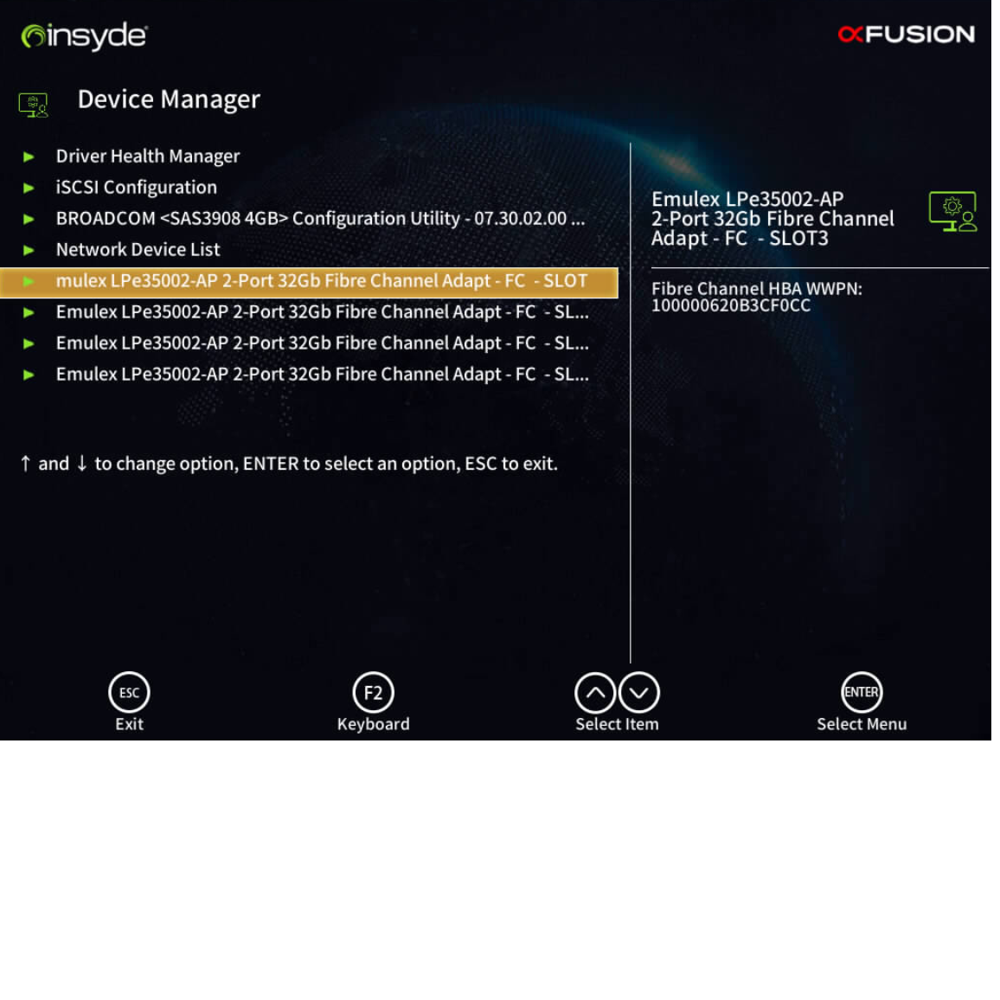 insyde
FUSION
Device Manager
Driver Health Manager
iSCSI Configuration
BROADCOM <SAS3908 4GB> Configuration Utility - 07.30.02.00 ...
Network Device List
mulex LPe35002-AP 2-Port 32Gb Fibre Channel Adapt - FC  - SLOT
Emulex LPe35002-AP 2-Port 32Gb Fibre Channel Adapt - FC  - SL...
Emulex LPe35002-AP 2-Port 32Gb Fibre Channel Adapt - FC  - SL...
Emulex LPe35002-AP 2-Port 32Gb Fibre Channel Adapt - FC  - SL...
↑ and ↓ to change option, ENTER to select an option, ESC to exit.
Emulex LPe35002-AP
2-Port 32Gb Fibre Channel
Adapt - FC  - SLOT3
Fibre Channel HBA WWPN:
100000620B3CF0CC
ESC
Exit
F2
Keyboard
Select Item
ENTER
Select Menu